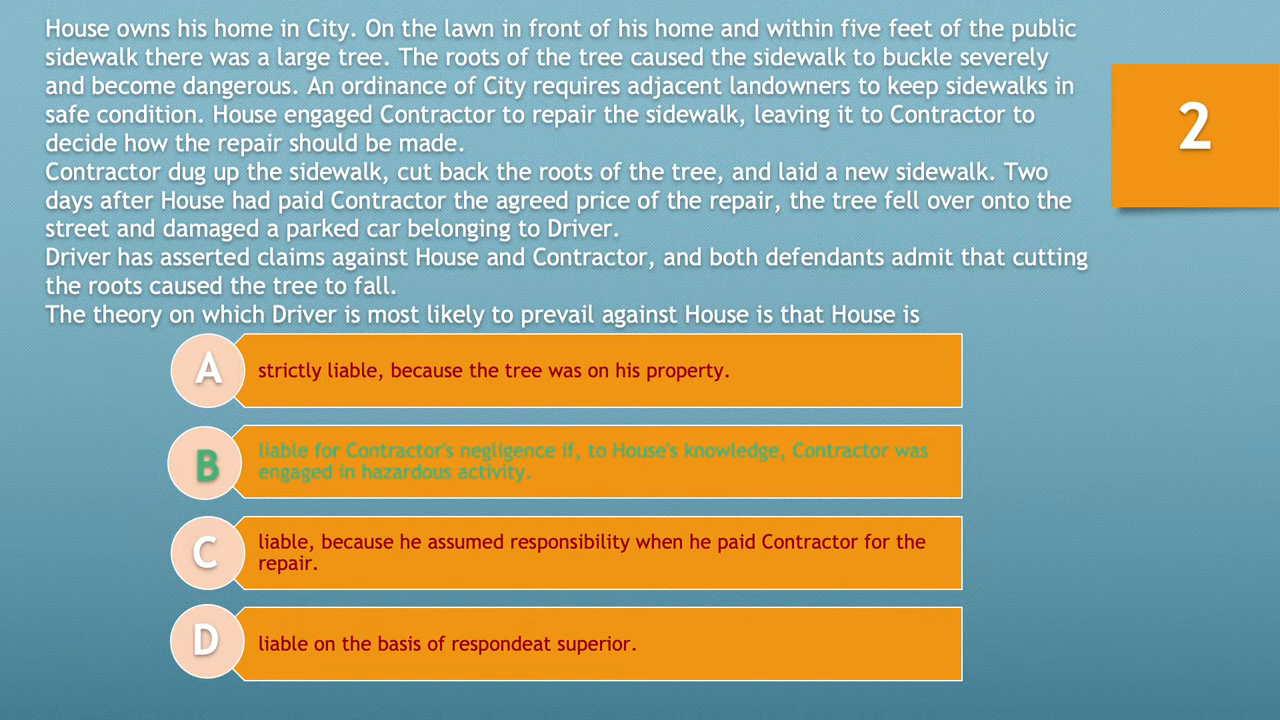 House owns his home in City. On the lawn in front of his home and within five feet of the public
sidewalk there was a large tree. The roots of the tree caused the sidewalk to buckle severely
and become dangerous. An ordinance of City requires adjacent landowners to keep sidewalks in
safe condition. House engaged Contractor to repair the sidewalk, leaving it to Contractor to
decide how the repair should be made.
Contractor dug up the sidewalk, cut back the roots of the tree, and laid a new sidewalk. Two
days after House had paid Contractor the agreed price of the repair, the tree fell over onto the
street and damaged a parked car belonging to Driver.
Driver has asserted claims against House and Contractor, and both defendants admit that cutting
the roots caused the tree to fall.
The theory on which Driver is most likely to prevail against House is that House is
2
A
strictly liable, because the tree was on his property.
B
liable for Contractor's negligence if, to House's knowledge, Contractor was
engaged in hazardous activity.
C
liable, because he assumed responsibility when he paid Contractor for the
repair.
D
liable on the basis of respondeat superior.